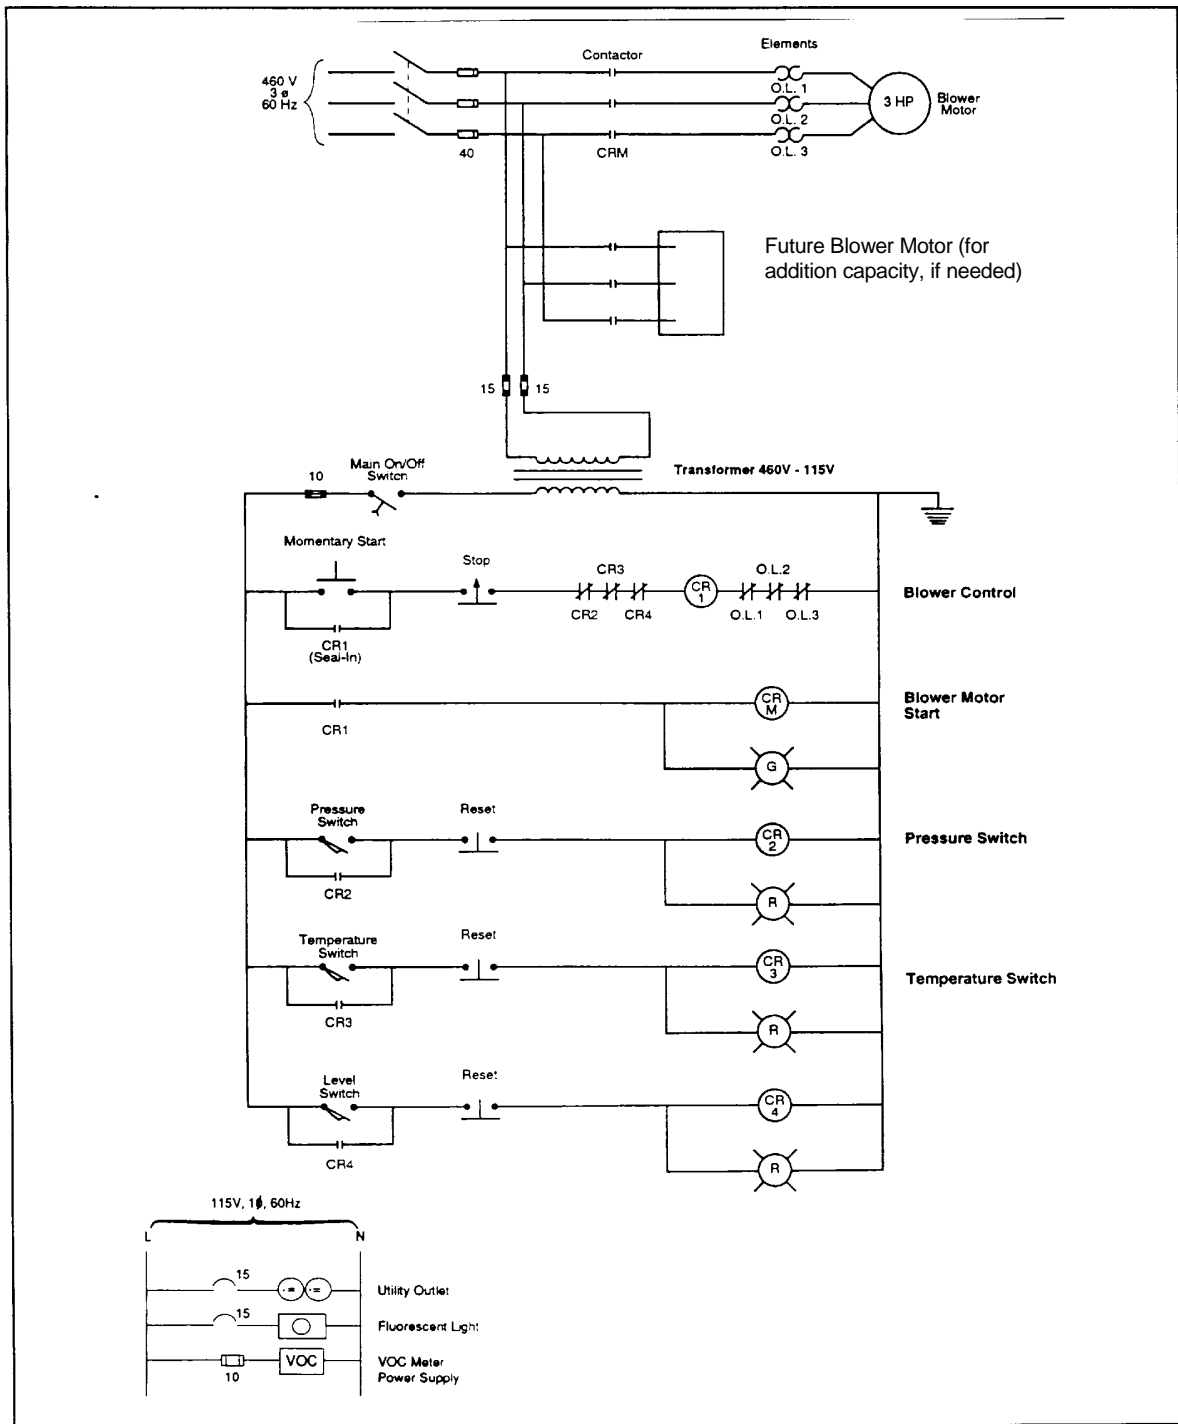 Elements
Contactor
460 V
3 ø
60 Hz
O.L. 1
3 HP
Blower
Motor
O.L. 2
40
CRM
O.L. 3
Future Blower Motor (for
addition capacity, if needed)
15
15
Main On/Off
Switch
10
Transformer 460V - 115V
Momentary Start
Stop
CR3
CR
1
O.L.2
Blower Control
CR2
CR4
O.L.1
O.L.3
CR1
(Seal-In)
CR
M
Blower Motor
Start
CR1
G
Pressure
Switch
Reset
CR
2
Pressure Switch
CR2
R
Temperature
Switch
Reset
CR
3
Temperature Switch
CR3
R
Level
Switch
Reset
CR
4
CR4
R
115V, 1ø, 60Hz
L
N
15
Utility Outlet
15
Fluorescent Light
VOC
10
VOC Meter
Power Supply